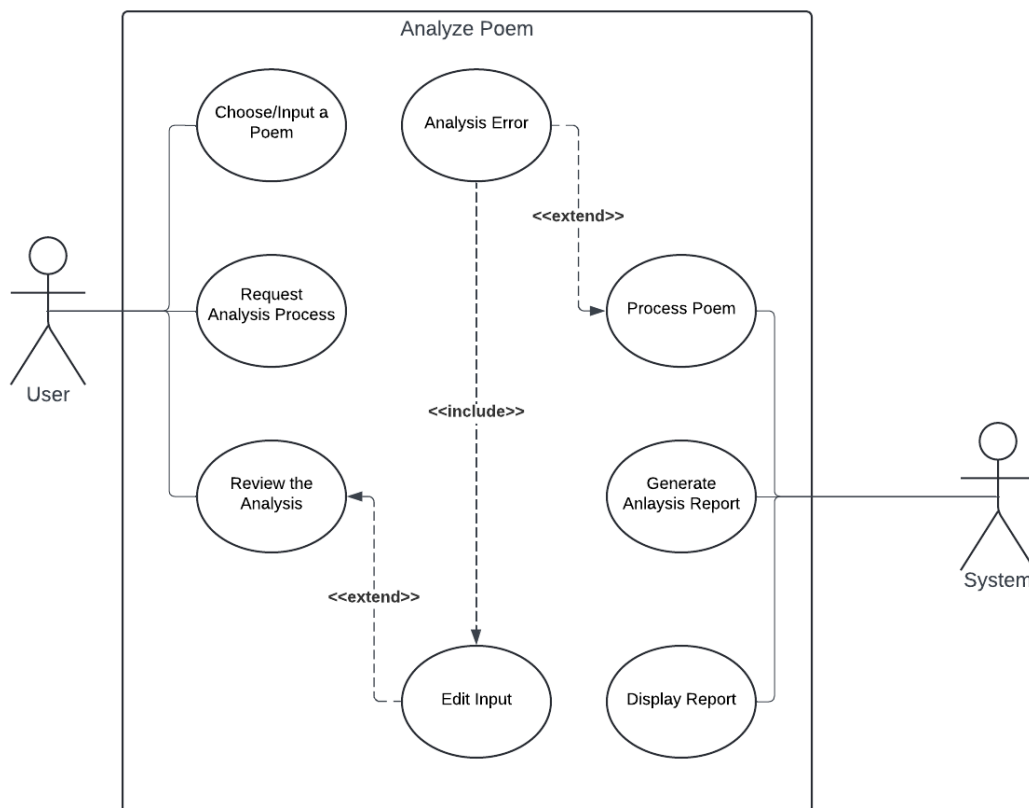 Analyze Poem
Choose/Input a
Poem
Analysis Error
<<extend>>
Request
Analysis Process
Process Poem
User
<<include>>
Review the
Analysis
Generate
Anlaysis Report
System
<<extend>>
Edit Input
Display Report